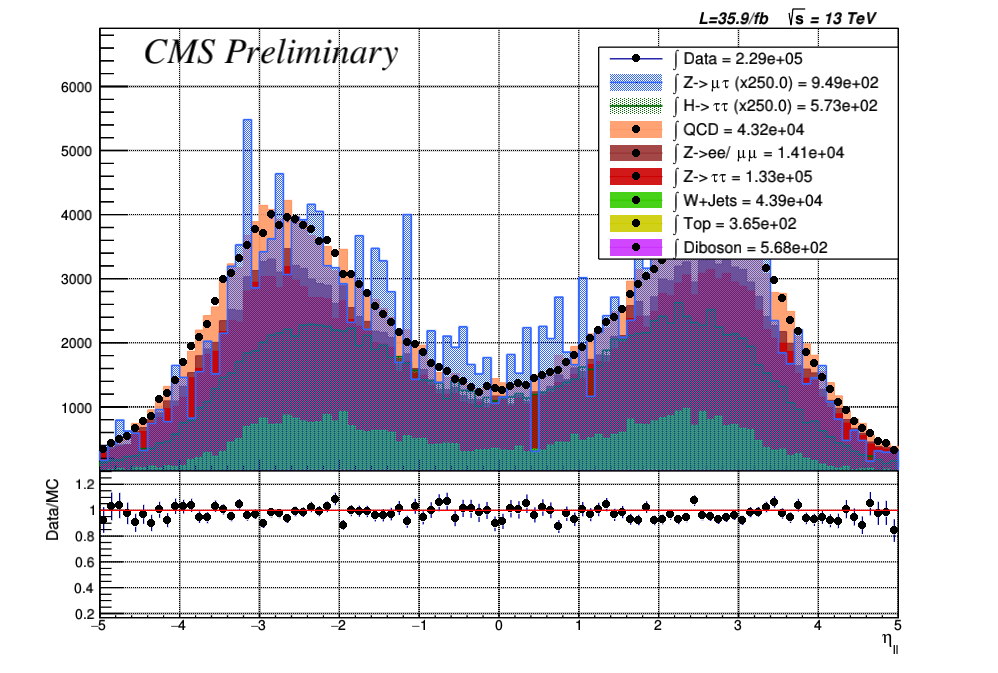 L=35.9/fb √s = 13 TeV
CMS Preliminary
∫ Data = 2.29e+05
∫ Z->μτ (x250.0) = 9.49e+02
∫ H->ττ (x250.0) = 5.73e+02
∫ QCD = 4.32e+04
∫ Z->ee/ μμ = 1.41e+04
∫ Z->ττ = 1.33e+05
∫ W+Jets = 4.39e+04
∫ Top = 3.65e+02
∫ Diboson = 5.68e+02
6000
5000
4000
3000
2000
1000
Data/MC
1.2
1
0.8
0.6
0.4
0.2
−5 −4 −3 −2 −1 0 1 2 3 4 5
η_ll